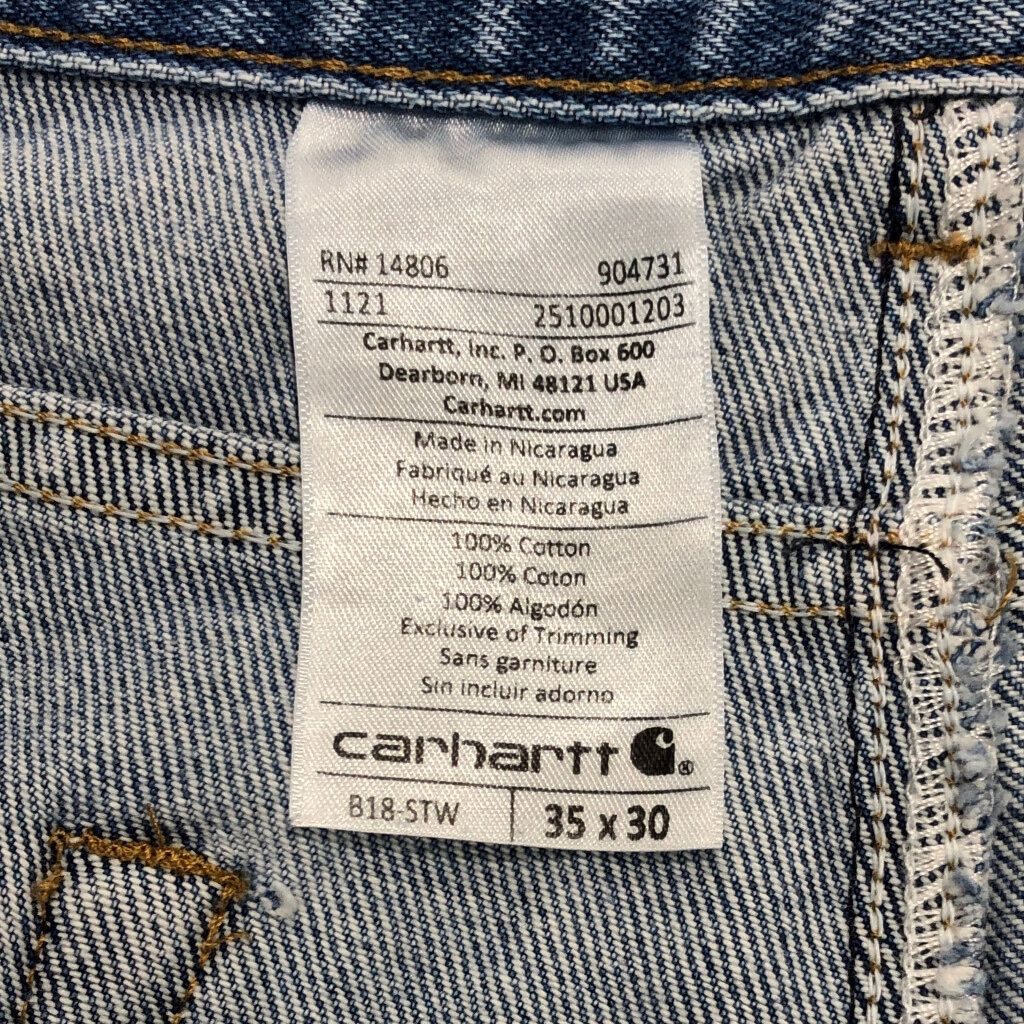 RN# 14806 904731
1121 2510001203
Carhartt, Inc. P. O. Box 600
Dearborn, MI 48121 USA
Carhartt.com
Made in Nicaragua
Fabriqué au Nicaragua
Hecho en Nicaragua
100% Cotton
100% Coton
100% Algodón
Exclusive of Trimming
Sans garniture
Sin incluir adorno
carhartt ®
B18-STW 35 x 30